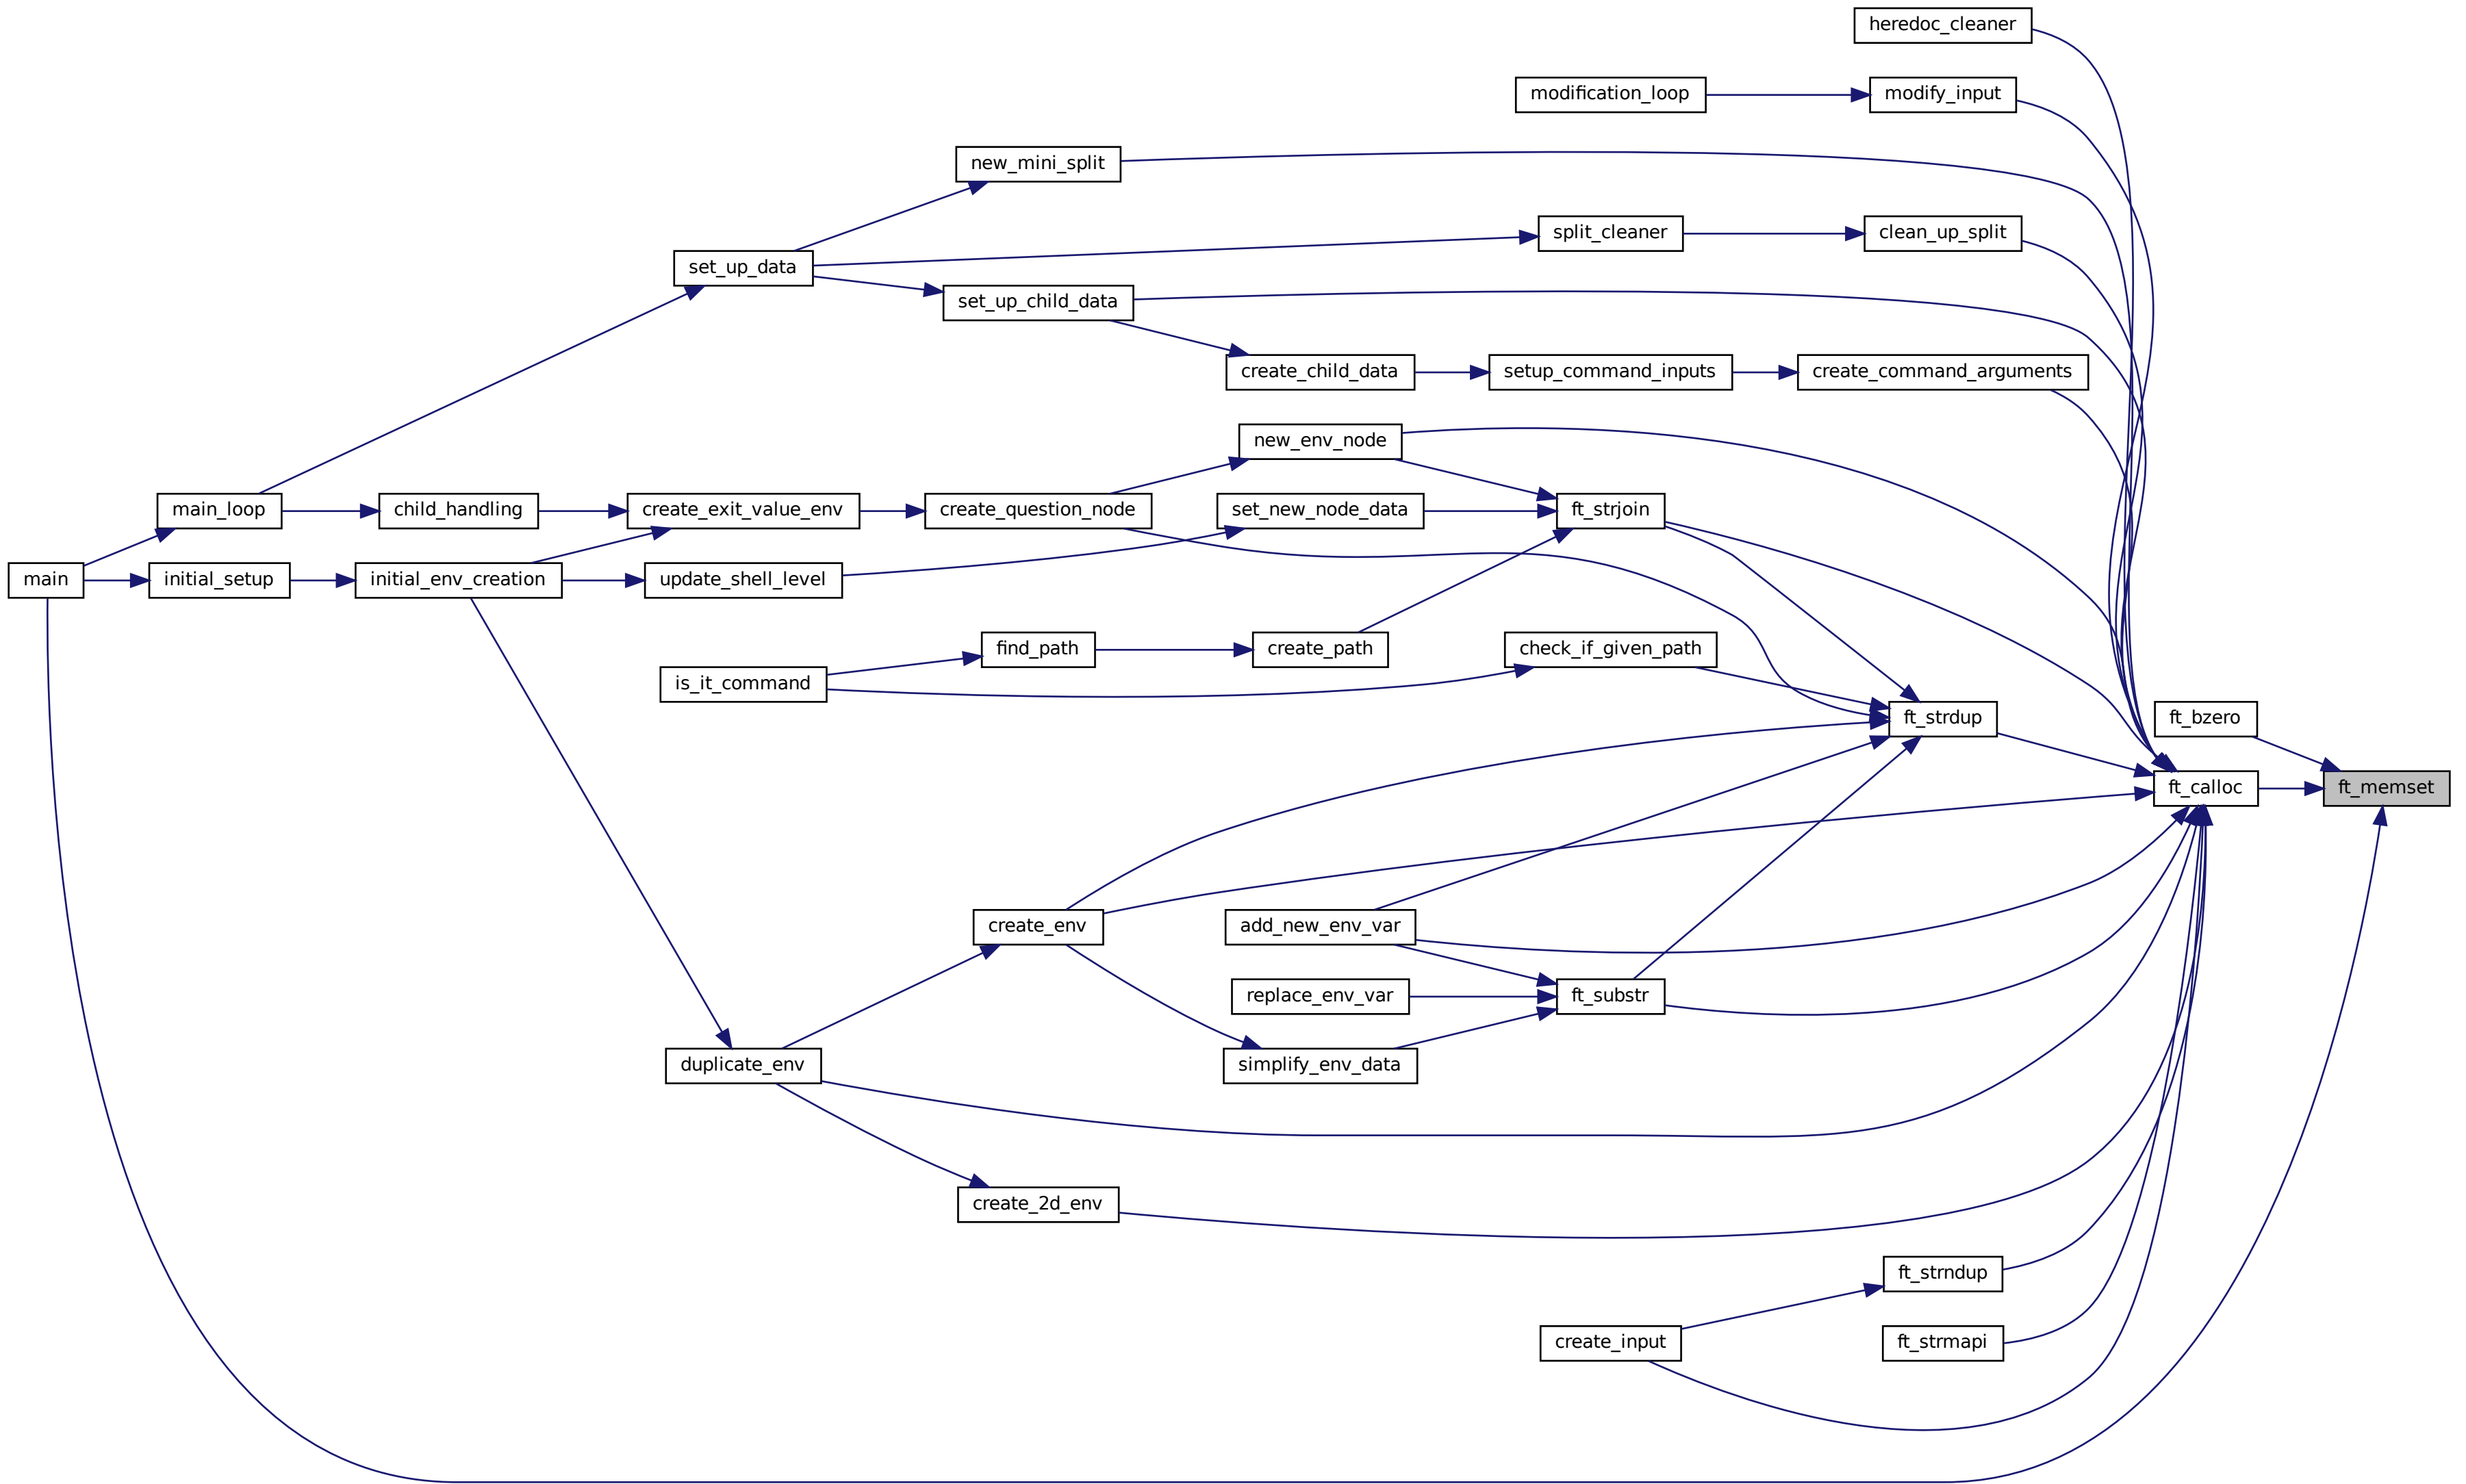 heredoc_cleaner
modification_loop
modify_input
new_mini_split
split_cleaner
clean_up_split
set_up_data
set_up_child_data
create_child_data
setup_command_inputs
create_command_arguments
new_env_node
main_loop
child_handling
create_exit_value_env
create_question_node
set_new_node_data
ft_strjoin
main
initial_setup
initial_env_creation
update_shell_level
find_path
create_path
check_if_given_path
is_it_command
ft_strdup
ft_bzero
ft_calloc
ft_memset
create_env
add_new_env_var
replace_env_var
ft_substr
duplicate_env
simplify_env_data
create_2d_env
ft_strndup
create_input
ft_strmapi